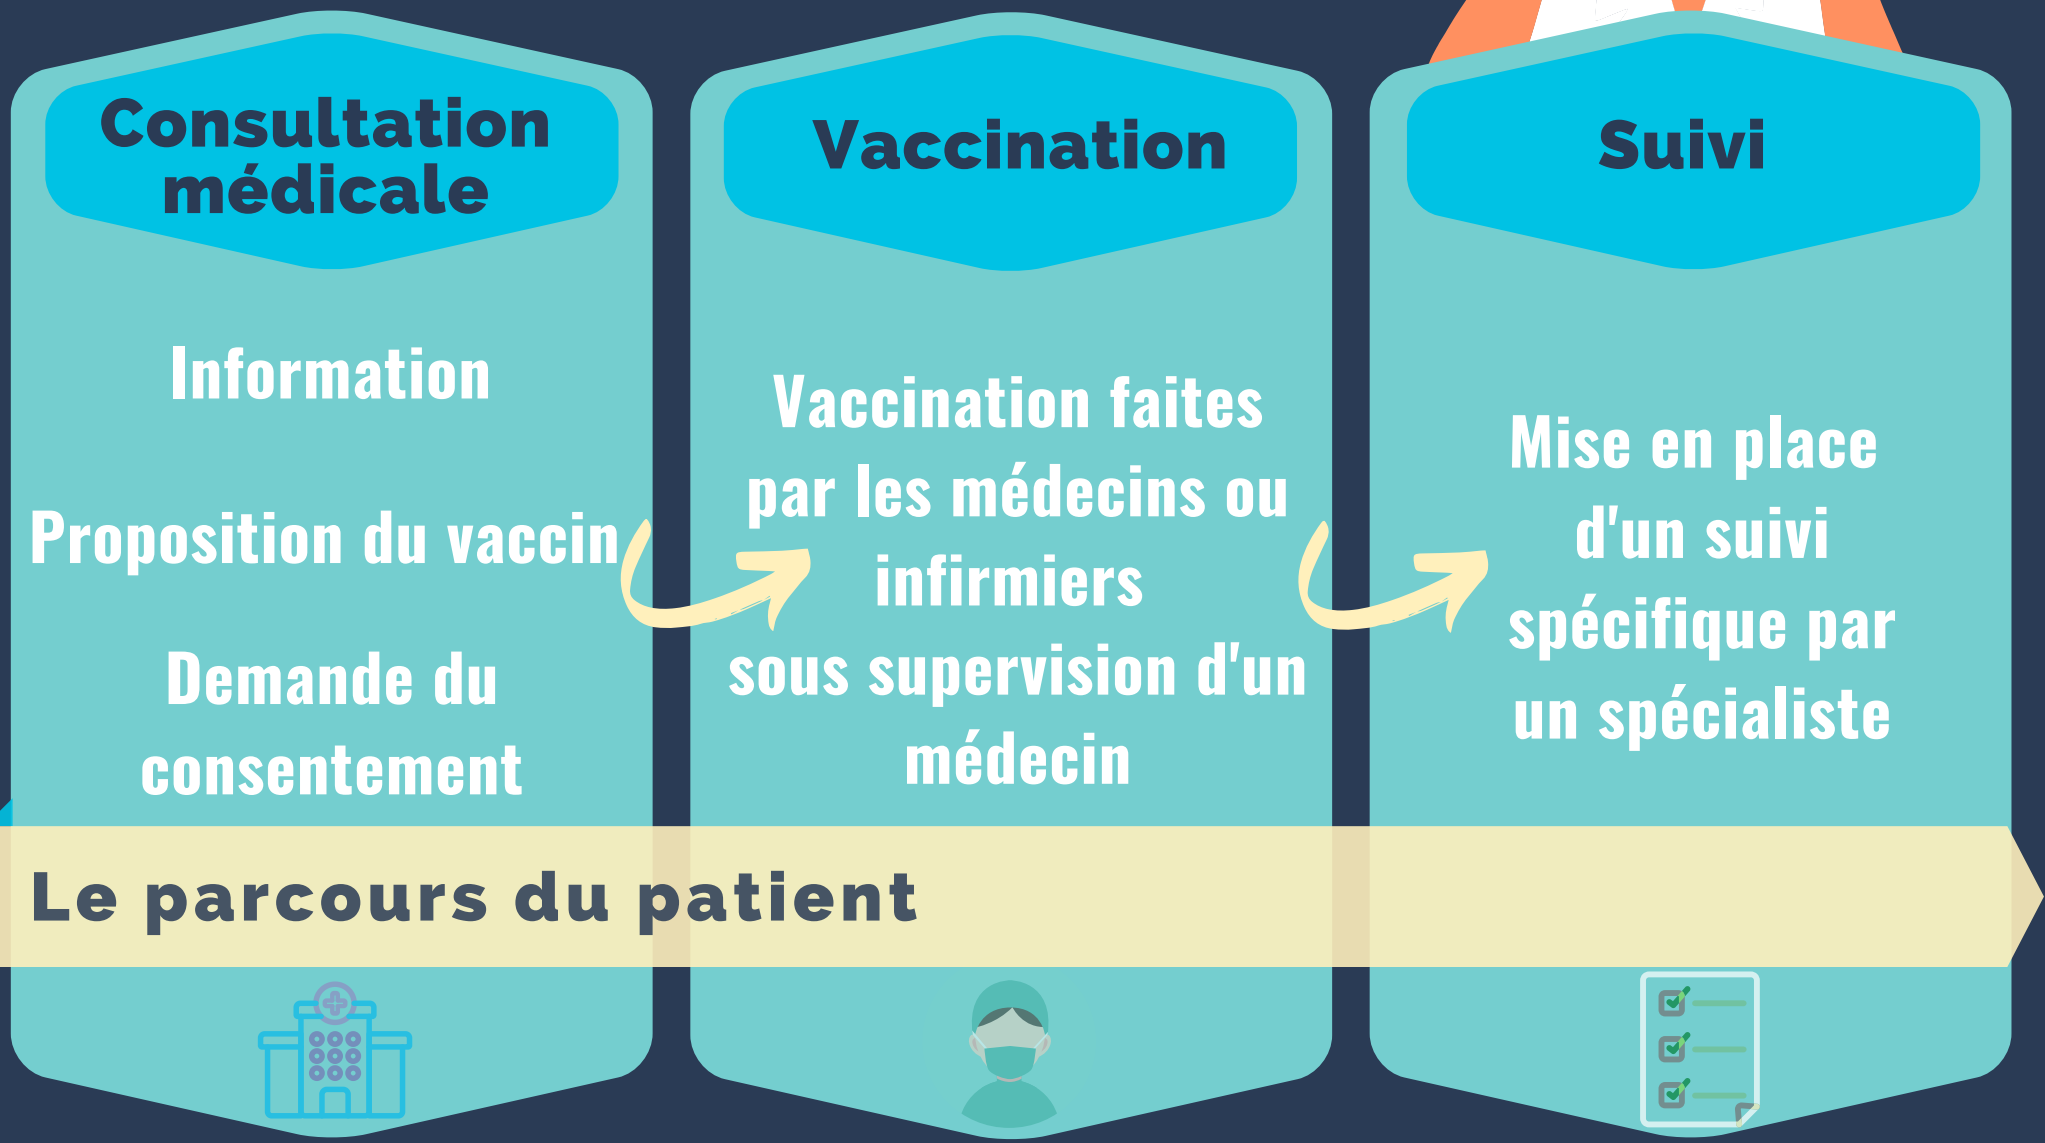 Consultation
médicale
Information
Proposition du vaccin
Demande du
consentement
Vaccination
Vaccination faites
par les médecins ou
infirmiers
sous supervision d'un
médecin
Suivi
Mise en place
d'un suivi
spécifique par
un spécialiste
Le parcours du patient